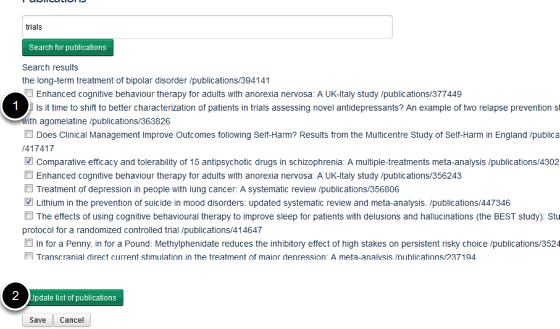 Publications
trials
Search for publications
Search results
the long-term treatment of bipolar disorder /publications/394141
Enhanced cognitive behaviour therapy for adults with anorexia nervosa: A UK-Italy study /publications/377449
1
Is it time to shift to better characterization of patients in trials assessing novel antidepressants? An example of two relapse prevention
with agomelatine /publications/363826
Does Clinical Management Improve Outcomes following Self-Harm? Results from the Multicentre Study of Self-Harm in England
/417417
Comparative efficacy and tolerability of 15 antipsychotic drugs in schizophrenia: A multiple-treatments meta-analysis /publications/4302
Enhanced cognitive behaviour therapy for adults with anorexia nervosa: A UK-Italy study /publications/356243
Treatment of depression in people with lung cancer: A systematic review /publications/356806
Lithium in the prevention of suicide in mood disorders: updated systematic review and meta-analysis. /publications/447346
The effects of using cognitive behavioural therapy to improve sleep for patients with delusions and hallucinations (the BEST study):
protocol for a randomized controlled trial /publications/414647
In for a Penny, in for a Pound: Methylphenidate reduces the inhibitory effect of high stakes on persistent risky choice /publications/3524
Transcranial direct current stimulation in the treatment of major depression: A meta-analysis /publications/237194
2
Update list of publications
Save Cancel